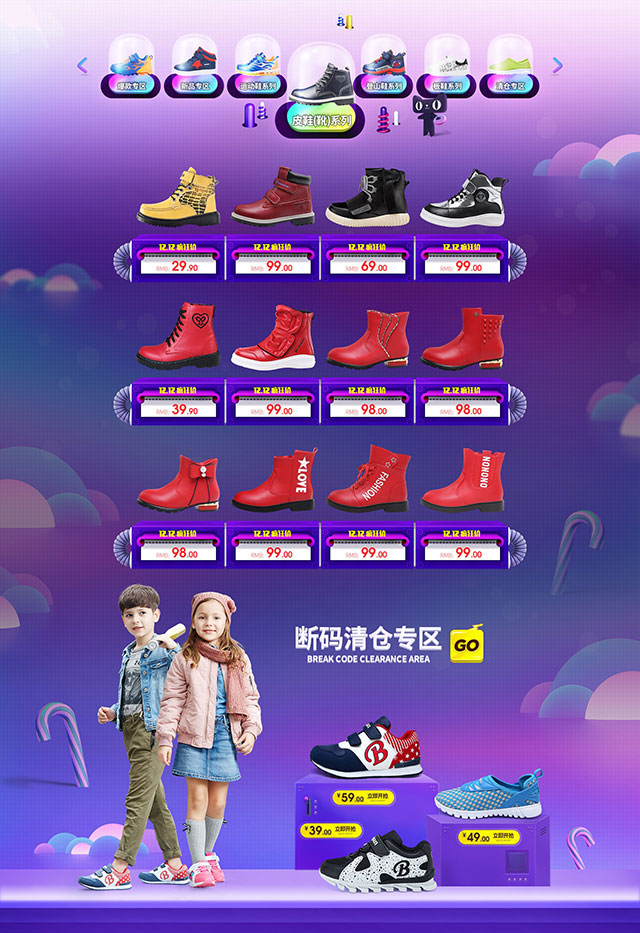 爆款专区
新品专区
运动鞋系列
皮鞋(靴)系列
登山鞋系列
板鞋系列
清仓专区
12.12疯狂价
12.12疯狂价
12.12疯狂价
12.12疯狂价
RMB: 29.90
RMB: 99.00
RMB: 69.00
RMB: 99.00
12.12疯狂价
12.12疯狂价
12.12疯狂价
12.12疯狂价
RMB: 39.90
RMB: 99.00
RMB: 98.00
RMB: 98.00
LOVE
FASHION
NONONO
12.12疯狂价
12.12疯狂价
12.12疯狂价
12.12疯狂价
RMB: 98.00
RMB: 99.00
RMB: 99.00
RMB: 99.00
断码清仓专区
BREAK CODE CLEARANCE AREA
GO
B
¥59.00 立即开抢
¥39.00 立即开抢
¥49.00 立即开抢
B